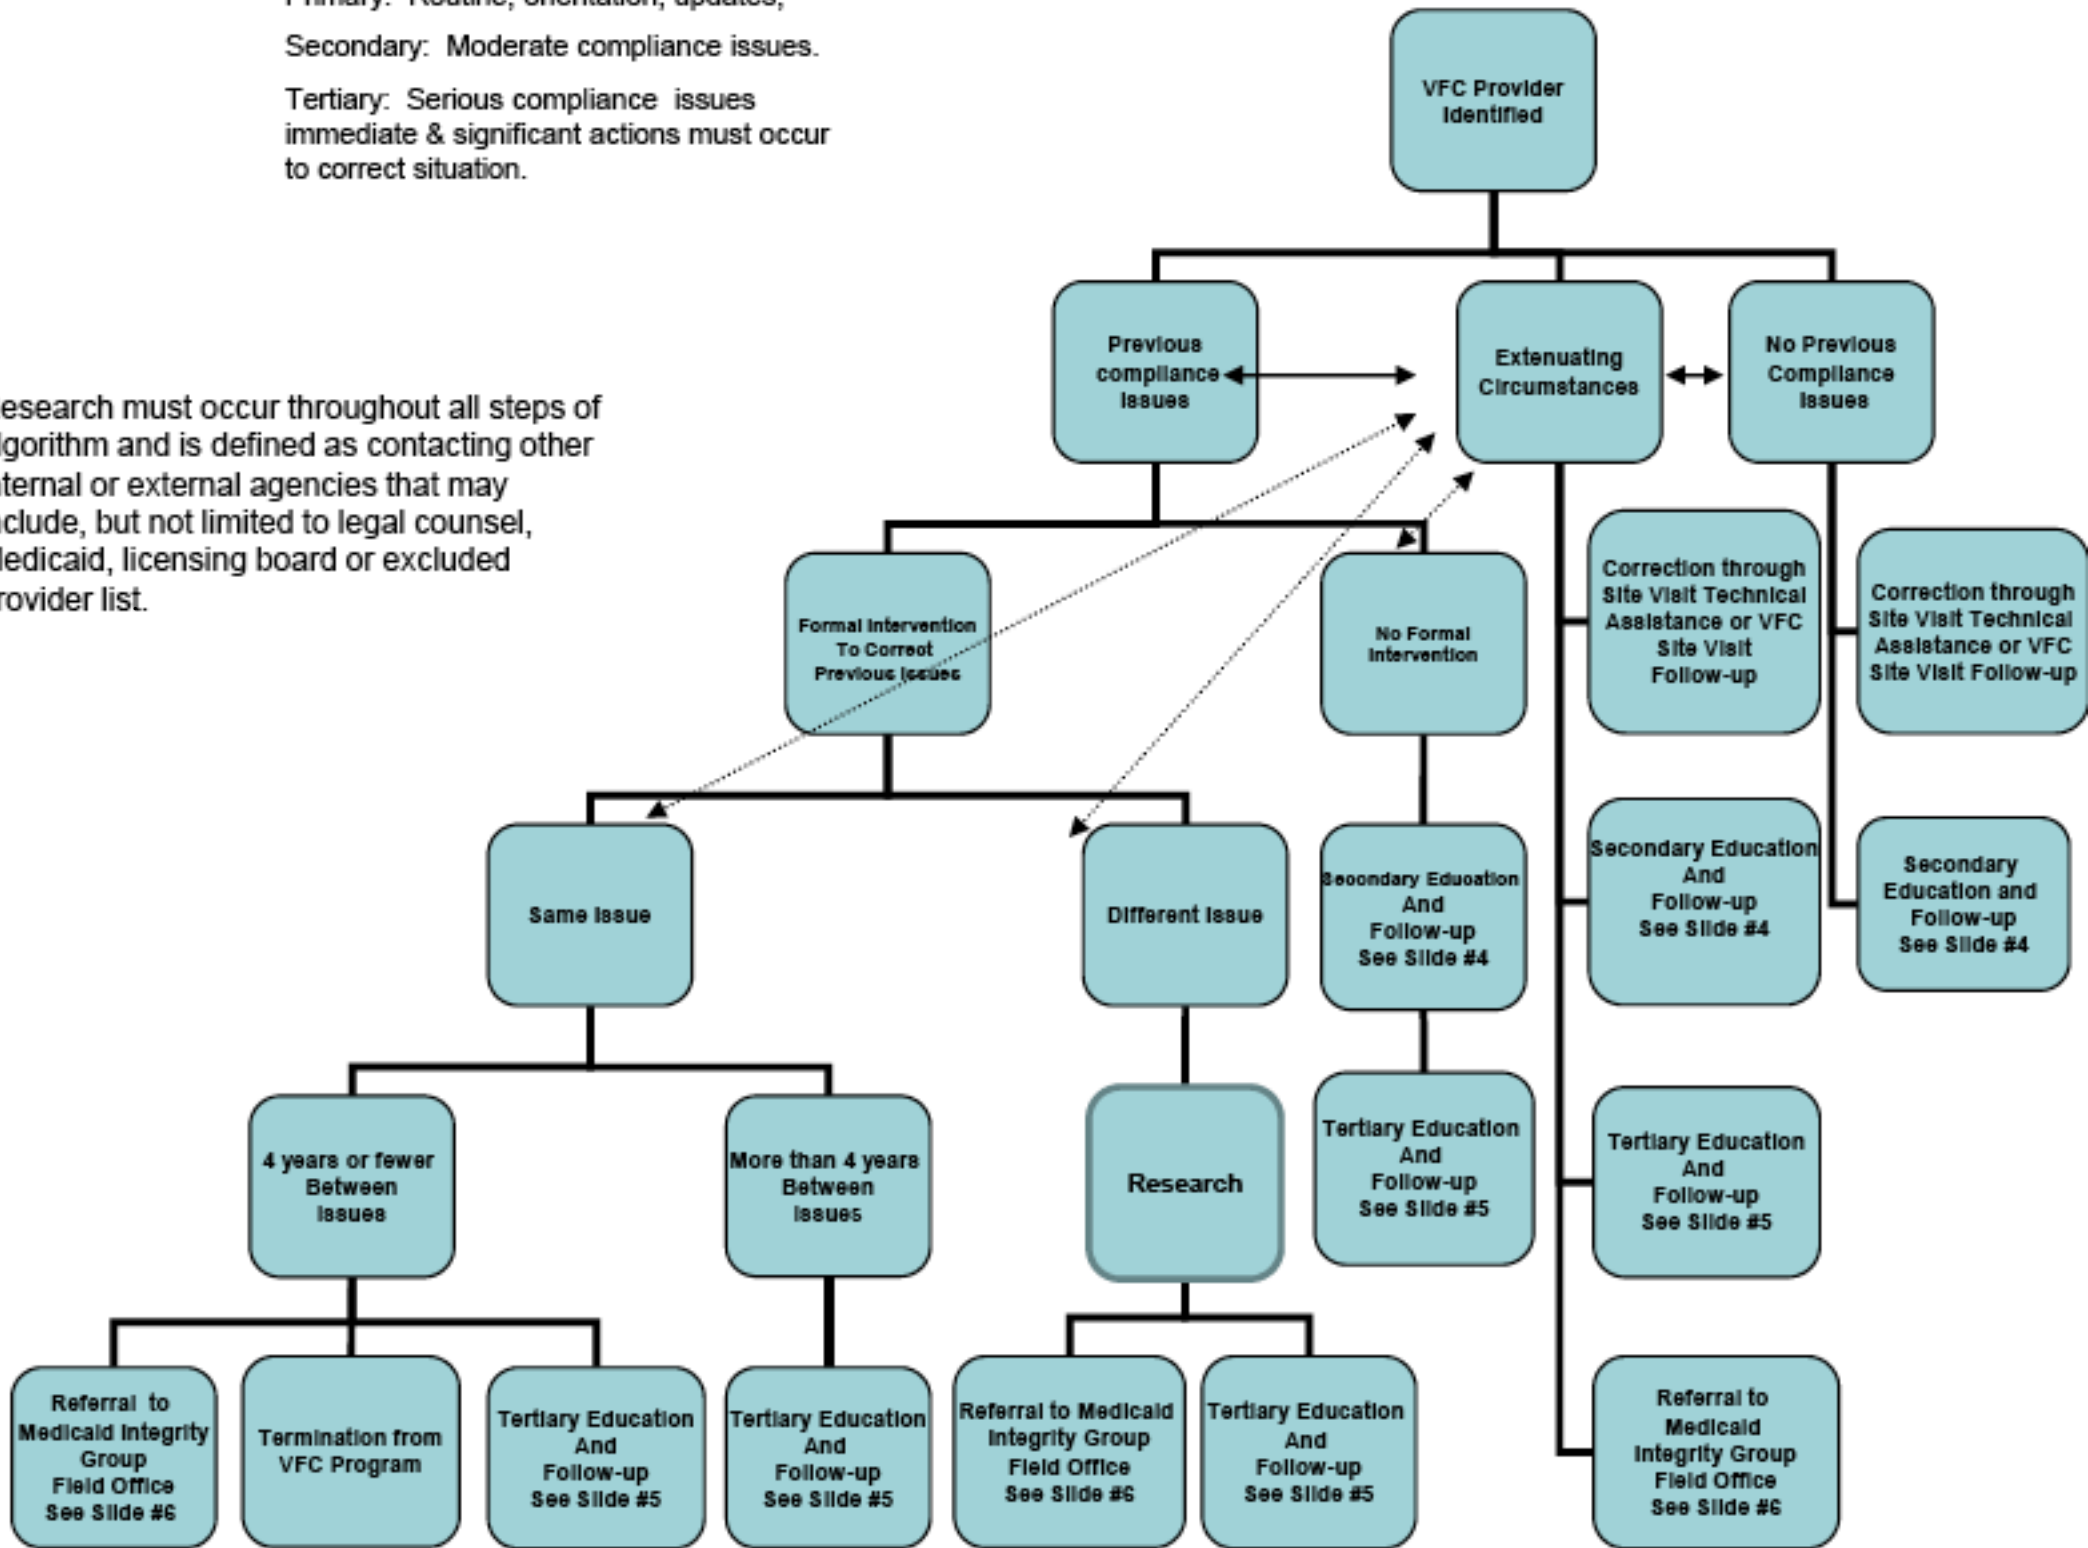 Primary: Routine, orientation, updates,
Secondary: Moderate compliance issues.
Tertiary: Serious compliance issues
immediate & significant actions must occur
to correct situation.
VFC Provider
Identified
Previous
compliance
Issues
Extenuating
Circumstances
No Previous
Compliance
Issues
esearch must occur throughout all steps of
lgorithm and is defined as contacting other
nternal or external agencies that may
nclude, but not limited to legal counsel,
Medicaid, licensing board or excluded
rovider list.
Formal Intervention
To Correct
Previous Issues
No Formal
Intervention
Correction through
Site Visit Technical
Assistance or VFC
Site Visit
Follow-up
Correction through
Site Visit Technical
Assistance or VFC
Site Visit Follow-up
Same Issue
Different Issue
Secondary Education
And
Follow-up
See Slide #4
Secondary Education
And
Follow-up
See Slide #4
Secondary
Education and
Follow-up
See Slide #4
4 years or fewer
Between
Issues
More than 4 years
Between
Issues
Research
Tertiary Education
And
Follow-up
See Slide #5
Tertiary Education
And
Follow-up
See Slide #5
Referral to
Medicaid Integrity
Group
Field Office
See Slide #6
Termination from
VFC Program
Tertiary Education
And
Follow-up
See Slide #5
Tertiary Education
And
Follow-up
See Slide #5
Referral to Medicaid
Integrity Group
Field Office
See Slide #6
Tertiary Education
And
Follow-up
See Slide #5
Referral to
Medicaid
Integrity Group
Field Office
See Slide #6